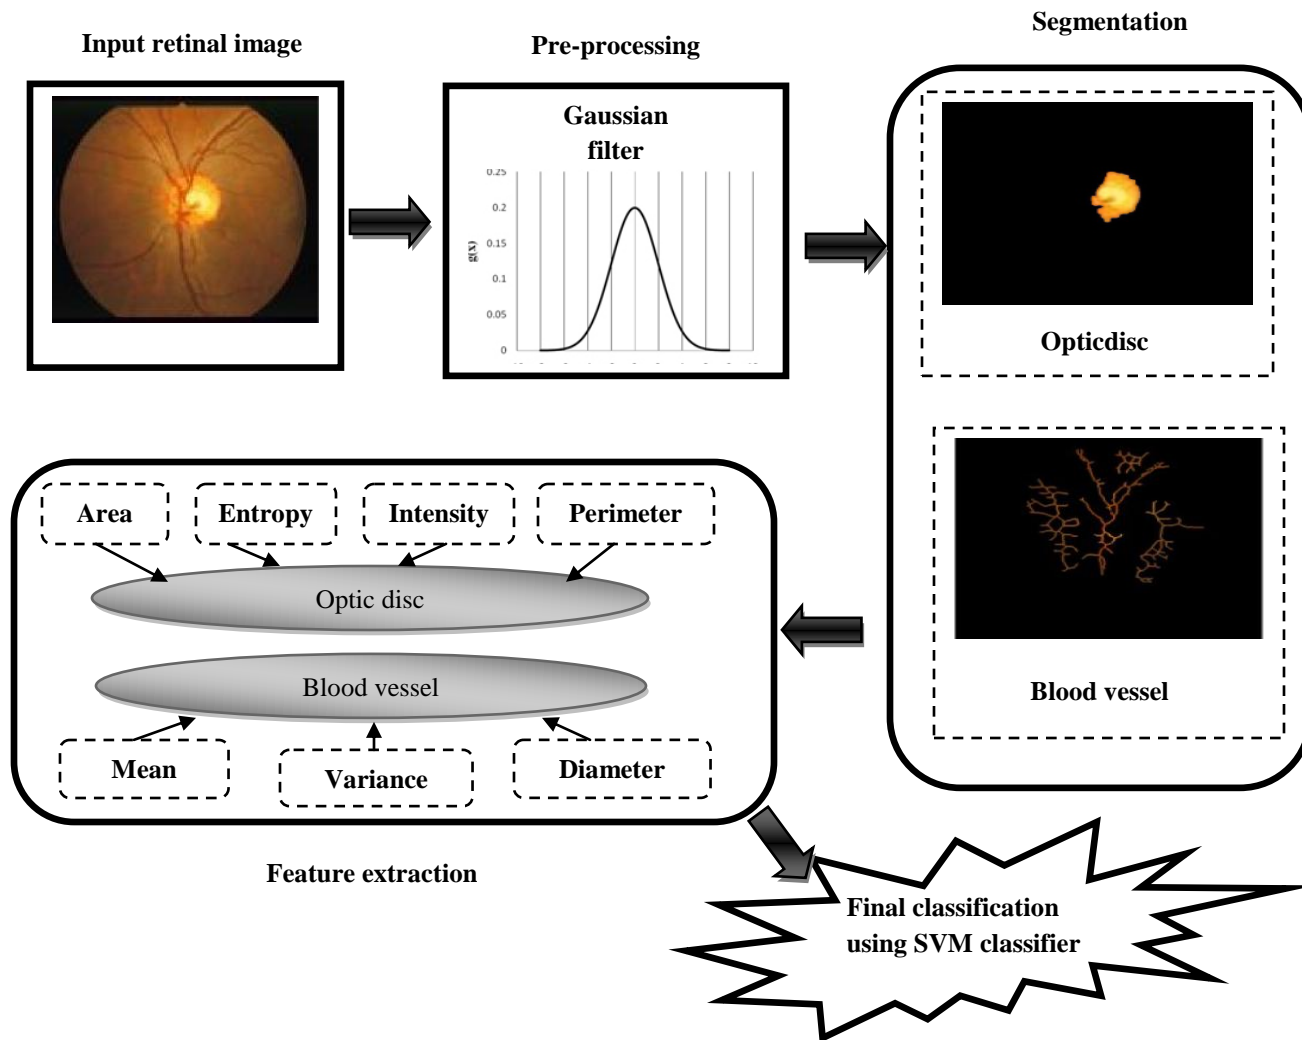 Input retinal image
Pre-processing
Segmentation
Gaussian
filter
0.25
0.2
0.15
0.1
0.05
0
g(x)
Opticdisc
Blood vessel
Area
Entropy
Intensity
Perimeter
Optic disc
Blood vessel
Mean
Variance
Diameter
Feature extraction
Final classification
using SVM classifier